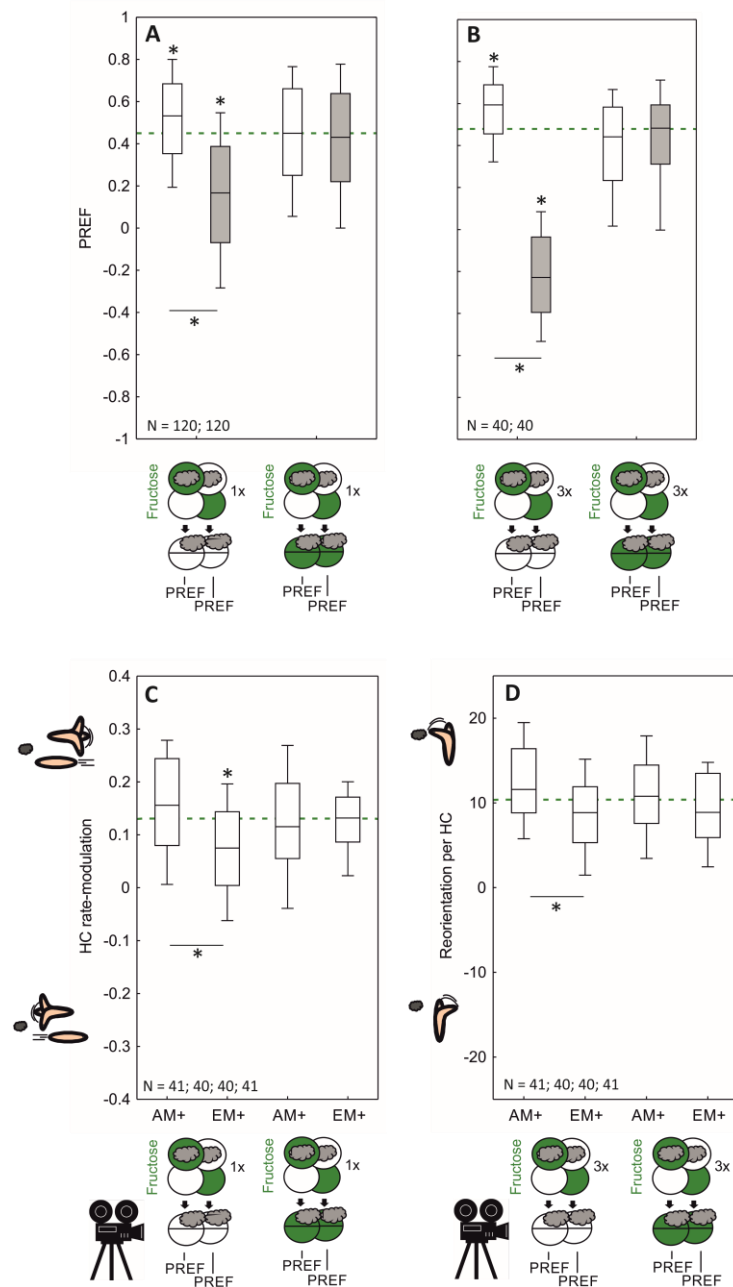 A
B
1
0.8
0.6
0.4
0.2
0
-0.2
-0.4
-0.6
-0.8
-1
PREF
* * *
* * *
N = 120; 120
N = 40; 40
Fructose 1x 1x
PREF PREF
PREF PREF
Fructose 3x 3x
PREF PREF
PREF PREF
C
0.4
0.3
0.2
0.1
0
-0.1
-0.2
-0.3
-0.4
HC rate-modulation
* *
N = 41; 40; 40; 41
AM+ EM+ AM+ EM+
Fructose 1x 1x
PREF PREF
PREF PREF
D
20
10
0
-10
-20
Reorientation per HC
*
N = 41; 40; 40; 41
AM+ EM+ AM+ EM+
Fructose 3x 3x
PREF PREF
PREF PREF